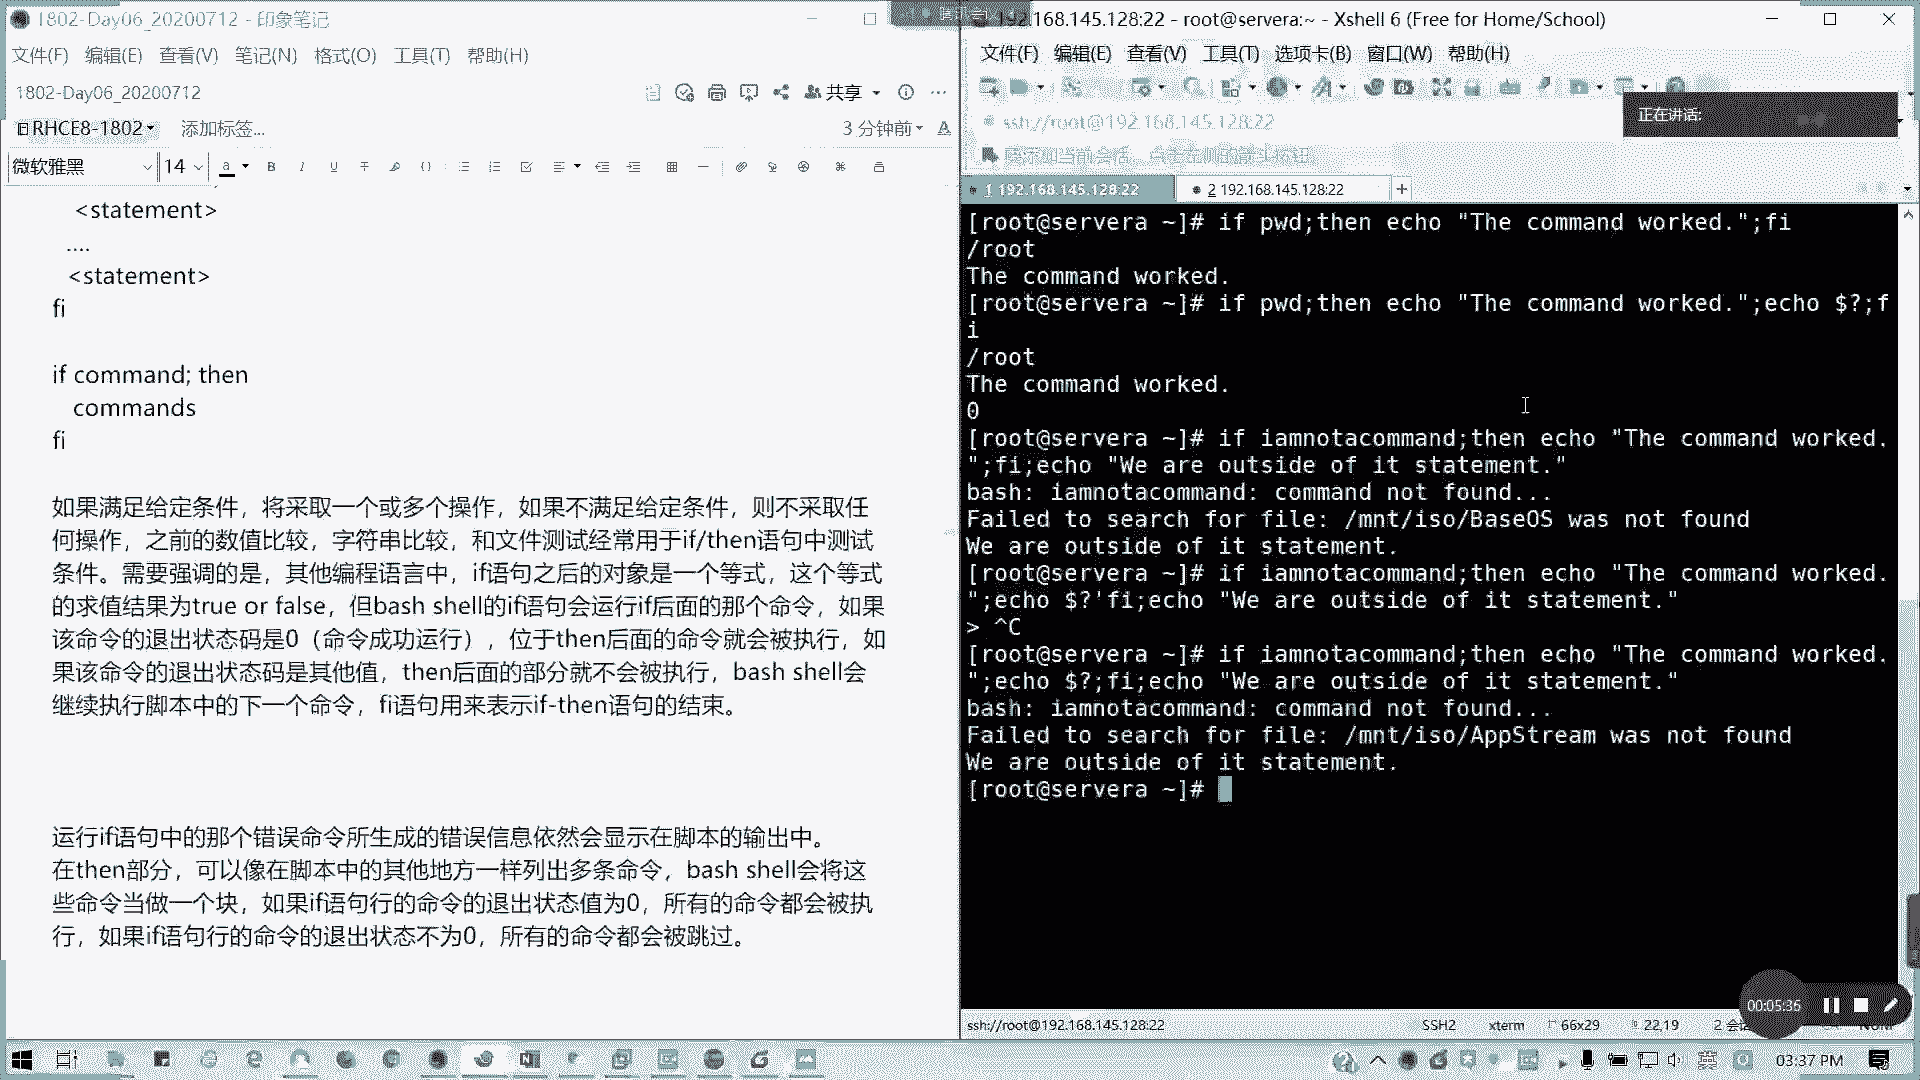 1802-Day06_20200712 - 印象笔记
文件(F) 编辑(E) 查看(V) 笔记(N) 格式(O) 工具(T) 帮助(H)
1802-Day06_20200712
共享
RHCE8-1802
添加标签...
3 分钟前
微软雅黑
14
<statement>
....
<statement>
fi
if command; then
commands
fi
如果满足给定条件，将采取一个或多个操作，如果不满足给定条件，则不采取任
何操作，之前的数值比较，字符串比较，和文件测试经常用于if/then语句中测试
条件。需要强调的是，其他编程语言中，if语句之后的对象是一个等式，这个等式
的求值结果为true or false，但bash shell的if语句会运行if后面的那个命令，如果
该命令的退出状态码是0（命令成功运行），位于then后面的命令就会被执行，如
果该命令的退出状态码是其他值，then后面的部分就不会被执行，bash shell会
继续执行脚本中的下一个命令，fi语句用来表示if-then语句的结束。
运行if语句中的那个错误命令所生成的错误信息依然会显示在脚本的输出中。
在then部分，可以像在脚本中的其他地方一样列出多条命令，bash shell会将这
些命令当做一个块，如果if语句行的命令的退出状态值为0，所有的命令都会被执
行，如果if语句行的命令的退出状态不为0，所有的命令都会被跳过。
192.168.145.128:22 - root@servera:~ - Xshell 6 (Free for Home/School)
文件(F) 编辑(E) 查看(V) 工具(T) 选项卡(B) 窗口(W) 帮助(H)
正在讲话:
ssh://root@192.168.145.128:22
要添加当前会话，点击左侧的箭头按钮。
1 192.168.145.128:22
2 192.168.145.128:22
[root@servera ~]# if pwd;then echo "The command worked.";fi
/root
The command worked.
[root@servera ~]# if pwd;then echo "The command worked.";echo $?;f
i
/root
The command worked.
0
[root@servera ~]# if iamnotacommand;then echo "The command worked.
";fi;echo "We are outside of it statement."
bash: iamnotacommand: command not found...
Failed to search for file: /mnt/iso/BaseOS was not found
We are outside of it statement.
[root@servera ~]# if iamnotacommand;then echo "The command worked.
";echo $?'fi;echo "We are outside of it statement."
> ^C
[root@servera ~]# if iamnotacommand;then echo "The command worked.
";echo $?;fi;echo "We are outside of it statement."
bash: iamnotacommand: command not found...
Failed to search for file: /mnt/iso/AppStream was not found
We are outside of it statement.
[root@servera ~]#
00:05:36
ssh://root@192.168.145.128:22
SSH2
xterm
66x29
22,19
英
03:37 PM